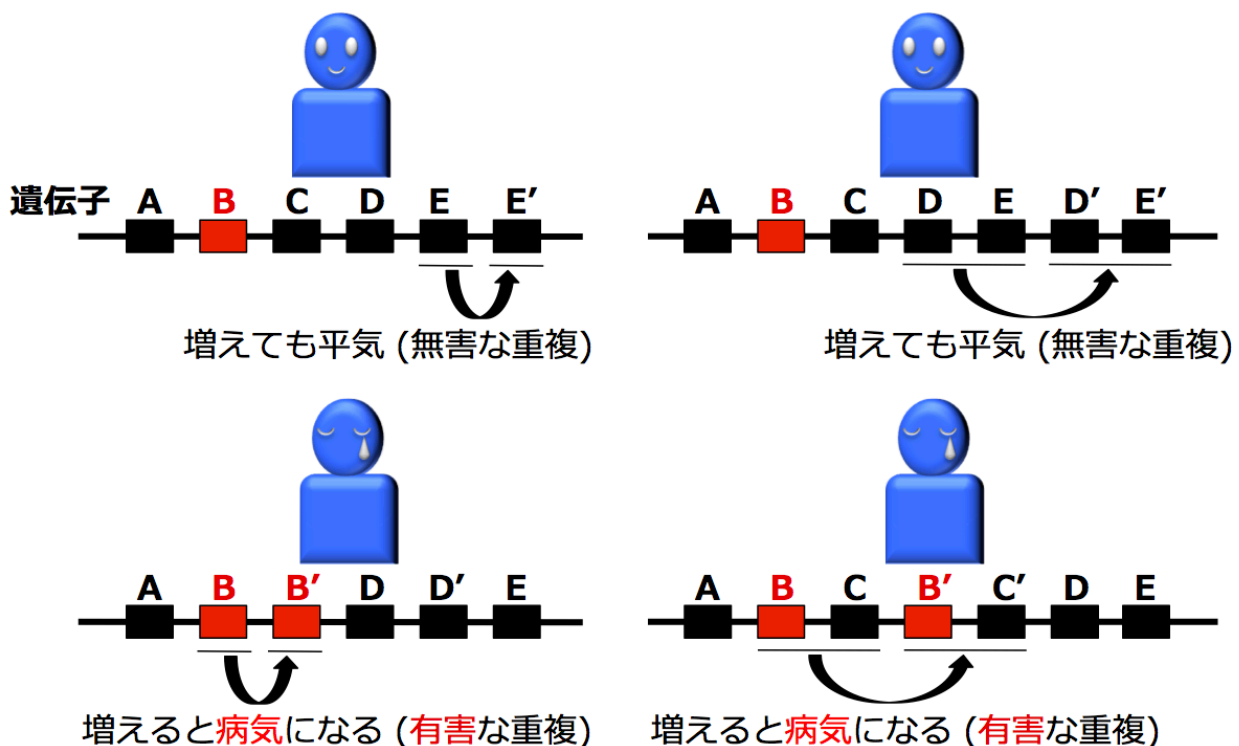 遺伝子 A B C D E E′
A B C D E D′ E′
増えても平気 (無害な重複)
増えても平気 (無害な重複)
A B B′ D D′ E
A B C B′ C′ D E
増えると病気になる (有害な重複)
増えると病気になる (有害な重複)